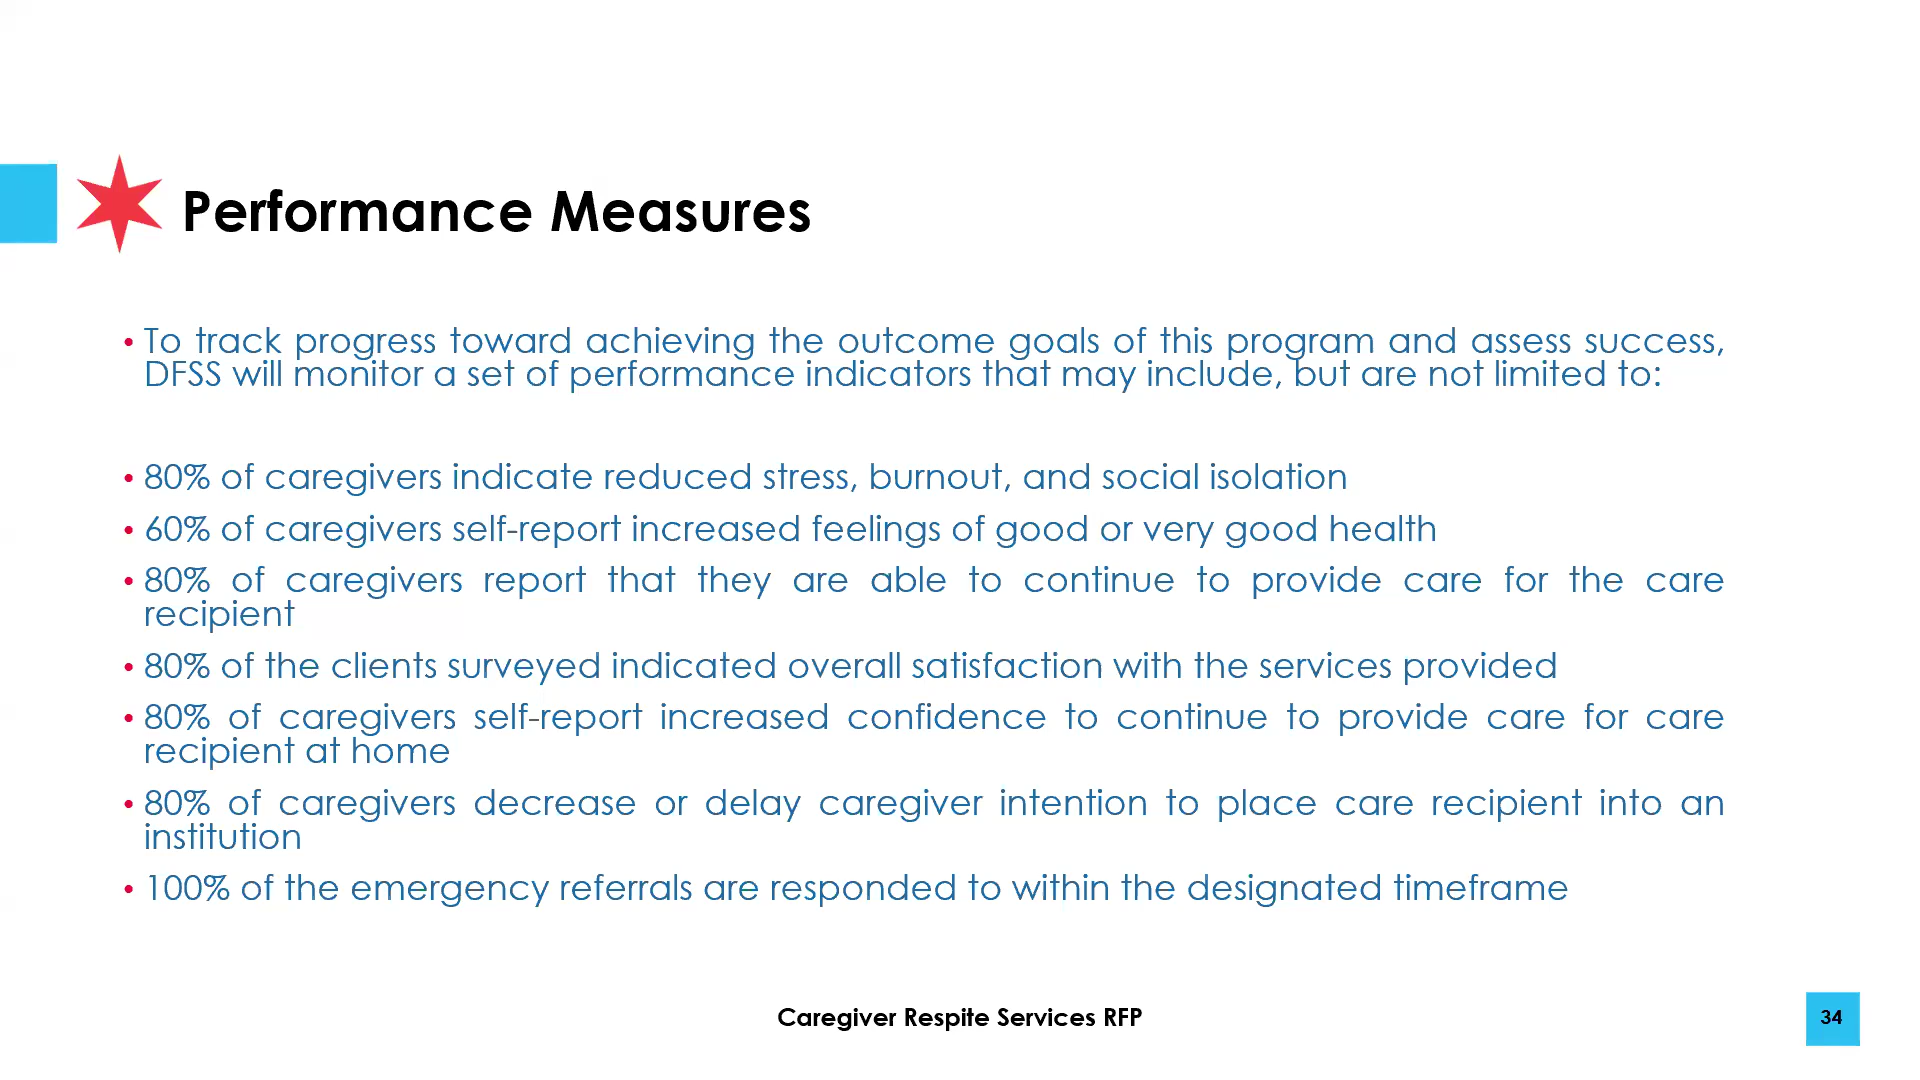 Performance Measures
• To track progress toward achieving the outcome goals of this program and assess success,
DFSS will monitor a set of performance indicators that may include, but are not limited to:
• 80% of caregivers indicate reduced stress, burnout, and social isolation
• 60% of caregivers self-report increased feelings of good or very good health
• 80% of caregivers report that they are able to continue to provide care for the care
recipient
• 80% of the clients surveyed indicated overall satisfaction with the services provided
• 80% of caregivers self-report increased confidence to continue to provide care for care
recipient at home
• 80% of caregivers decrease or delay caregiver intention to place care recipient into an
institution
• 100% of the emergency referrals are responded to within the designated timeframe
Caregiver Respite Services RFP
34